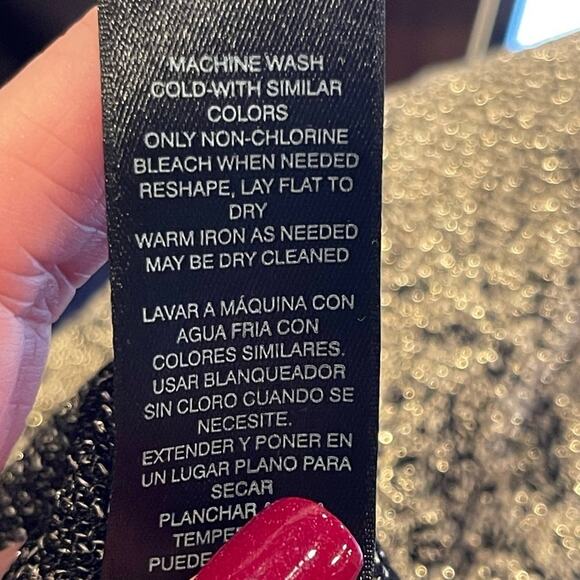 MACHINE WASH
COLD-WITH SIMILAR
COLORS
ONLY NON-CHLORINE
BLEACH WHEN NEEDED
RESHAPE, LAY FLAT TO
DRY
WARM IRON AS NEEDED
MAY BE DRY CLEANED
LAVAR A MÁQUINA CON
AGUA FRIA CON
COLORES SIMILARES.
USAR BLANQUEADOR
SIN CLORO CUANDO SE
NECESITE.
EXTENDER Y PONER EN
UN LUGAR PLANO PARA
SECAR
PLANCHAR
PUEDE